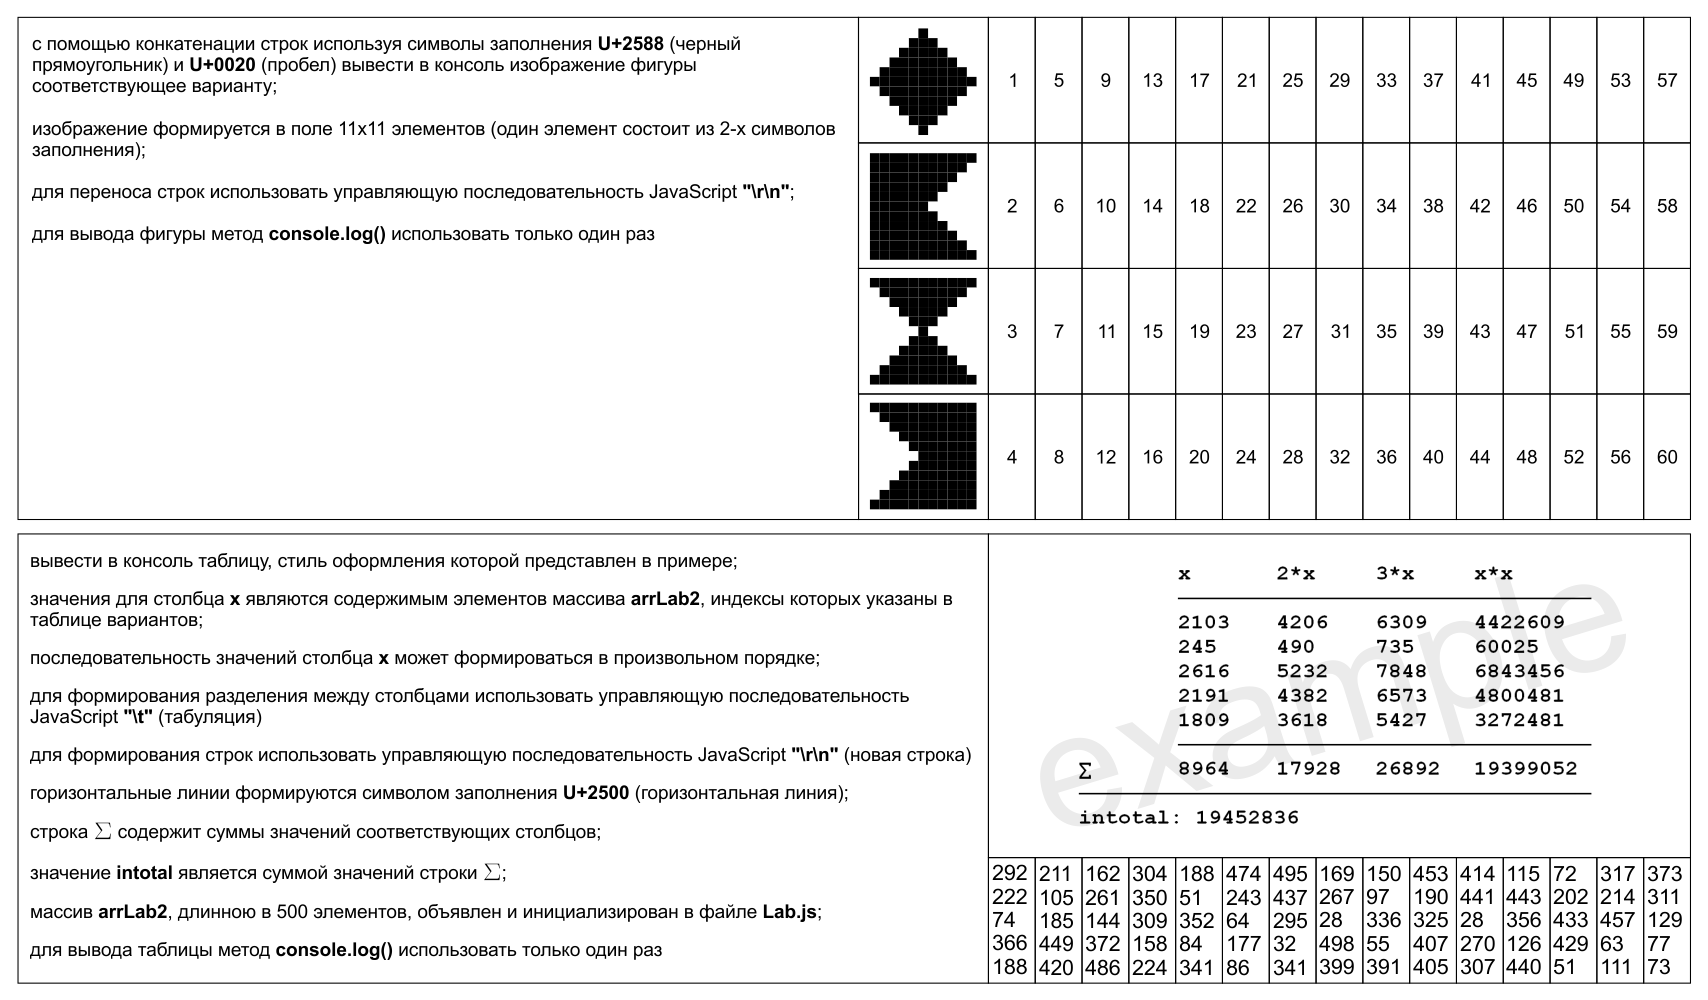 с помощью конкатенации строк используя символы заполнения U+2588 (черный
прямоугольник) и U+0020 (пробел) вывести в консоль изображение фигуры
соответствующее варианту;
изображение формируется в поле 11x11 элементов (один элемент состоит из 2-х символов
заполнения);
для переноса строк использовать управляющую последовательность JavaScript "\r\n";
для вывода фигуры метод console.log() использовать только один раз
1 5 9 13 17 21 25 29 33 37 41 45 49 53 57
2 6 10 14 18 22 26 30 34 38 42 46 50 54 58
3 7 11 15 19 23 27 31 35 39 43 47 51 55 59
4 8 12 16 20 24 28 32 36 40 44 48 52 56 60
вывести в консоль таблицу, стиль оформления которой представлен в примере;
значения для столбца x являются содержимым элементов массива arrLab2, индексы которых указаны в
таблице вариантов;
последовательность значений столбца x может формироваться в произвольном порядке;
для формирования разделения между столбцами использовать управляющую последовательность
JavaScript "\t" (табуляция)
для формирования строк использовать управляющую последовательность JavaScript "\r\n" (новая строка)
горизонтальные линии формируются символом заполнения U+2500 (горизонтальная линия);
строка ∑ содержит суммы значений соответствующих столбцов;
значение intotal является суммой значений строки ∑;
массив arrLab2, длинною в 500 элементов, объявлен и инициализирован в файле Lab.js;
для вывода таблицы метод console.log() использовать только один раз
x 2*x 3*x x*x
2103 4206 6309 4422609
245 490 735 60025
2616 5232 7848 6843456
2191 4382 6573 4800481
1809 3618 5427 3272481
∑ 8964 17928 26892 19399052
intotal: 19452836
example
292 211 162 304 188 474 495 169 150 453 414 115 72 317 373
222 105 261 350 51 243 437 267 97 190 441 443 202 214 311
74 185 144 309 352 64 295 28 336 325 28 356 433 457 129
366 449 372 158 84 177 32 498 55 407 270 126 429 63 77
188 420 486 224 341 86 341 399 391 405 307 440 51 111 73